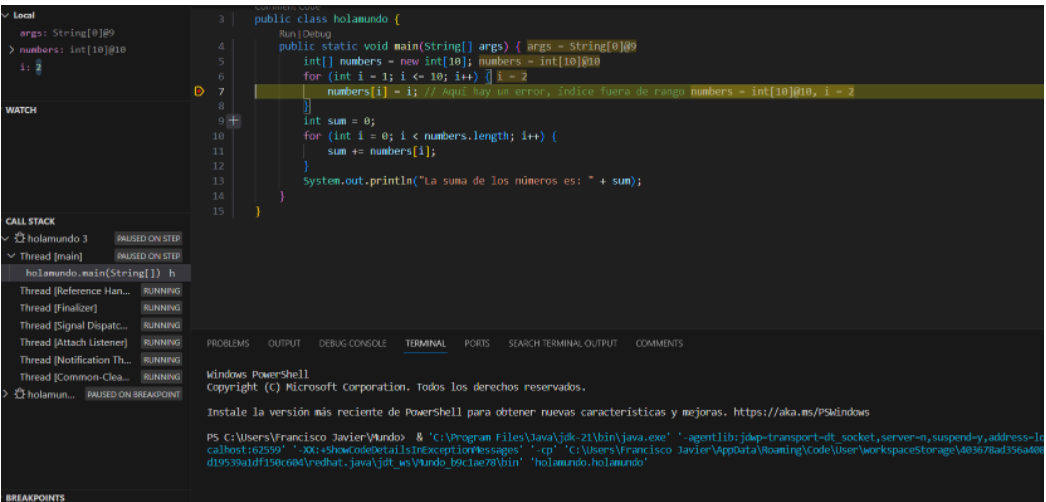 Local
args: String[0]@9
numbers: int[10]@10
i: 2
WATCH
CALL STACK
holamundo 3 PAUSED ON STEP
Thread [main] PAUSED ON STEP
holamundo.main(String[]) h
Thread [Reference Han... RUNNING
Thread [Finalizer] RUNNING
Thread [Signal Dispatc... RUNNING
Thread [Attach Listener] RUNNING
Thread [Notification Th... RUNNING
Thread [Common-Clea... RUNNING
holamun... PAUSED ON BREAKPOINT
BREAKPOINTS
Comment Code
3 public class holamundo {
Run | Debug
4 public static void main(String[] args) { args = String[0]@9
5 int[] numbers = new int[10]; numbers = int[10]@10
6 for (int i = 1; i <= 10; i++) { i = 2
7 numbers[i] = i; // Aquí hay un error, índice fuera de rango numbers = int[10]@10, i = 2
8 }
9 int sum = 0;
10 for (int i = 0; i < numbers.length; i++) {
11 sum += numbers[i];
12 }
13 System.out.println("La suma de los números es: " + sum);
14 }
15 }
PROBLEMS OUTPUT DEBUG CONSOLE TERMINAL PORTS SEARCH TERMINAL OUTPUT COMMENTS
Windows PowerShell
Copyright (C) Microsoft Corporation. Todos los derechos reservados.
Instale la versión más reciente de PowerShell para obtener nuevas características y mejoras. https://aka.ms/PSWindows
PS C:\Users\Francisco Javier\Mundo> & 'C:\Program Files\Java\jdk-21\bin\java.exe' '-agentlib:jdwp=transport=dt_socket,server=n,suspend=y,address=lo
calhost:62559' '-XX:+ShowCodeDetailsInExceptionMessages' '-cp' 'C:\Users\Francisco Javier\AppData\Roaming\Code\User\workspaceStorage\403678ad356a408
d19539a1df150c604\redhat.java\jdt_ws\Mundo_b9c1ae78\bin' 'holamundo.holamundo'